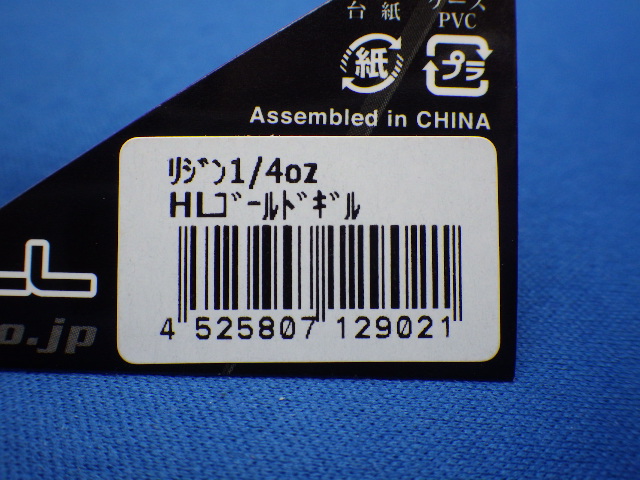 台紙 ケース
PVC
紙 プラ
Assembled in CHINA
ﾘｼﾞﾝ1/4oz
HLｺﾞｰﾙﾄﾞｷﾞﾙ
4 525807 129021
LL
o.jp